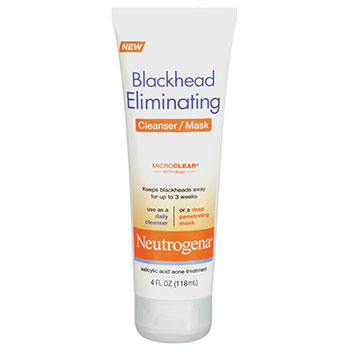 NEW
Blackhead
Eliminating
Cleanser/Mask
MICROCLEAR®
technology
Keeps blackheads away
for up to 3 weeks
use as a
daily
cleanser
or a deep
penetrating
mask
Neutrogena®
salicylic acid acne treatment
4 FL OZ (118mL)